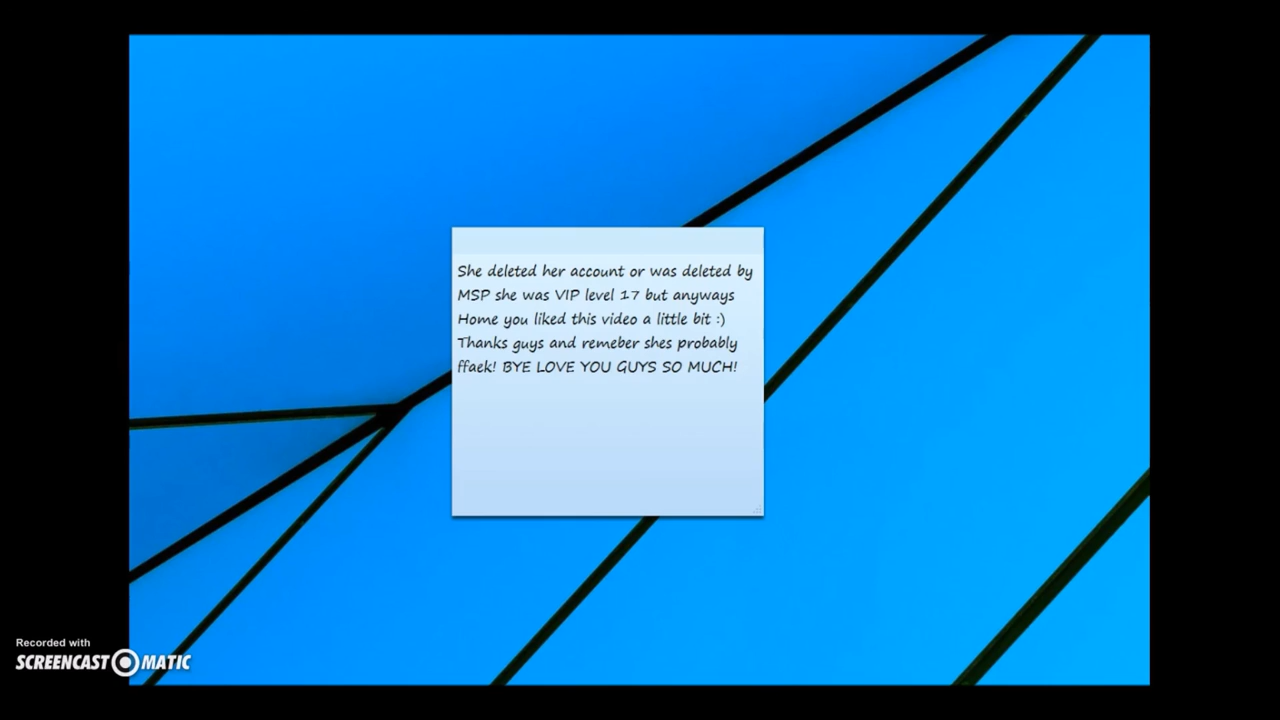 She deleted her account or was deleted by
MSP she was VIP level 17 but anyways
Home you liked this video a little bit :)
Thanks guys and remeber shes probably
ffaek! BYE LOVE YOU GUYS SO MUCH!
Recorded with
SCREENCAST MATIC